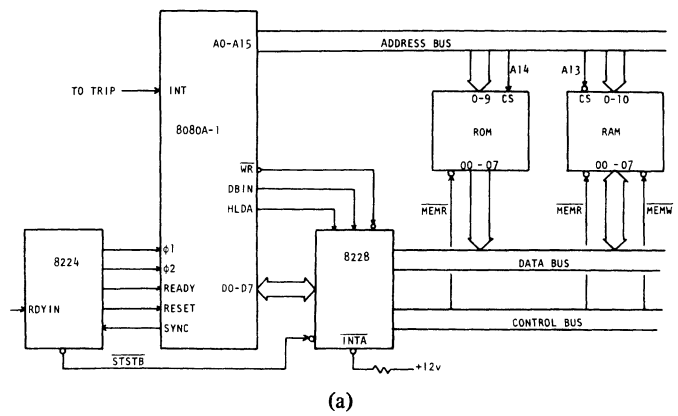 A0-A15
ADDRESS BUS
A14
A13
TO TRIP
INT
0-9 CS
CS 0-10
8080A-1
ROM
RAM
WR
00-07
00-07
DBIN
HLDA
MEMR
MEMR
MEMW
8224
φ1
8228
φ2
DATA BUS
READY
D0-D7
RDYIN
RESET
SYNC
CONTROL BUS
INTA
STSTB
+12v
(a)